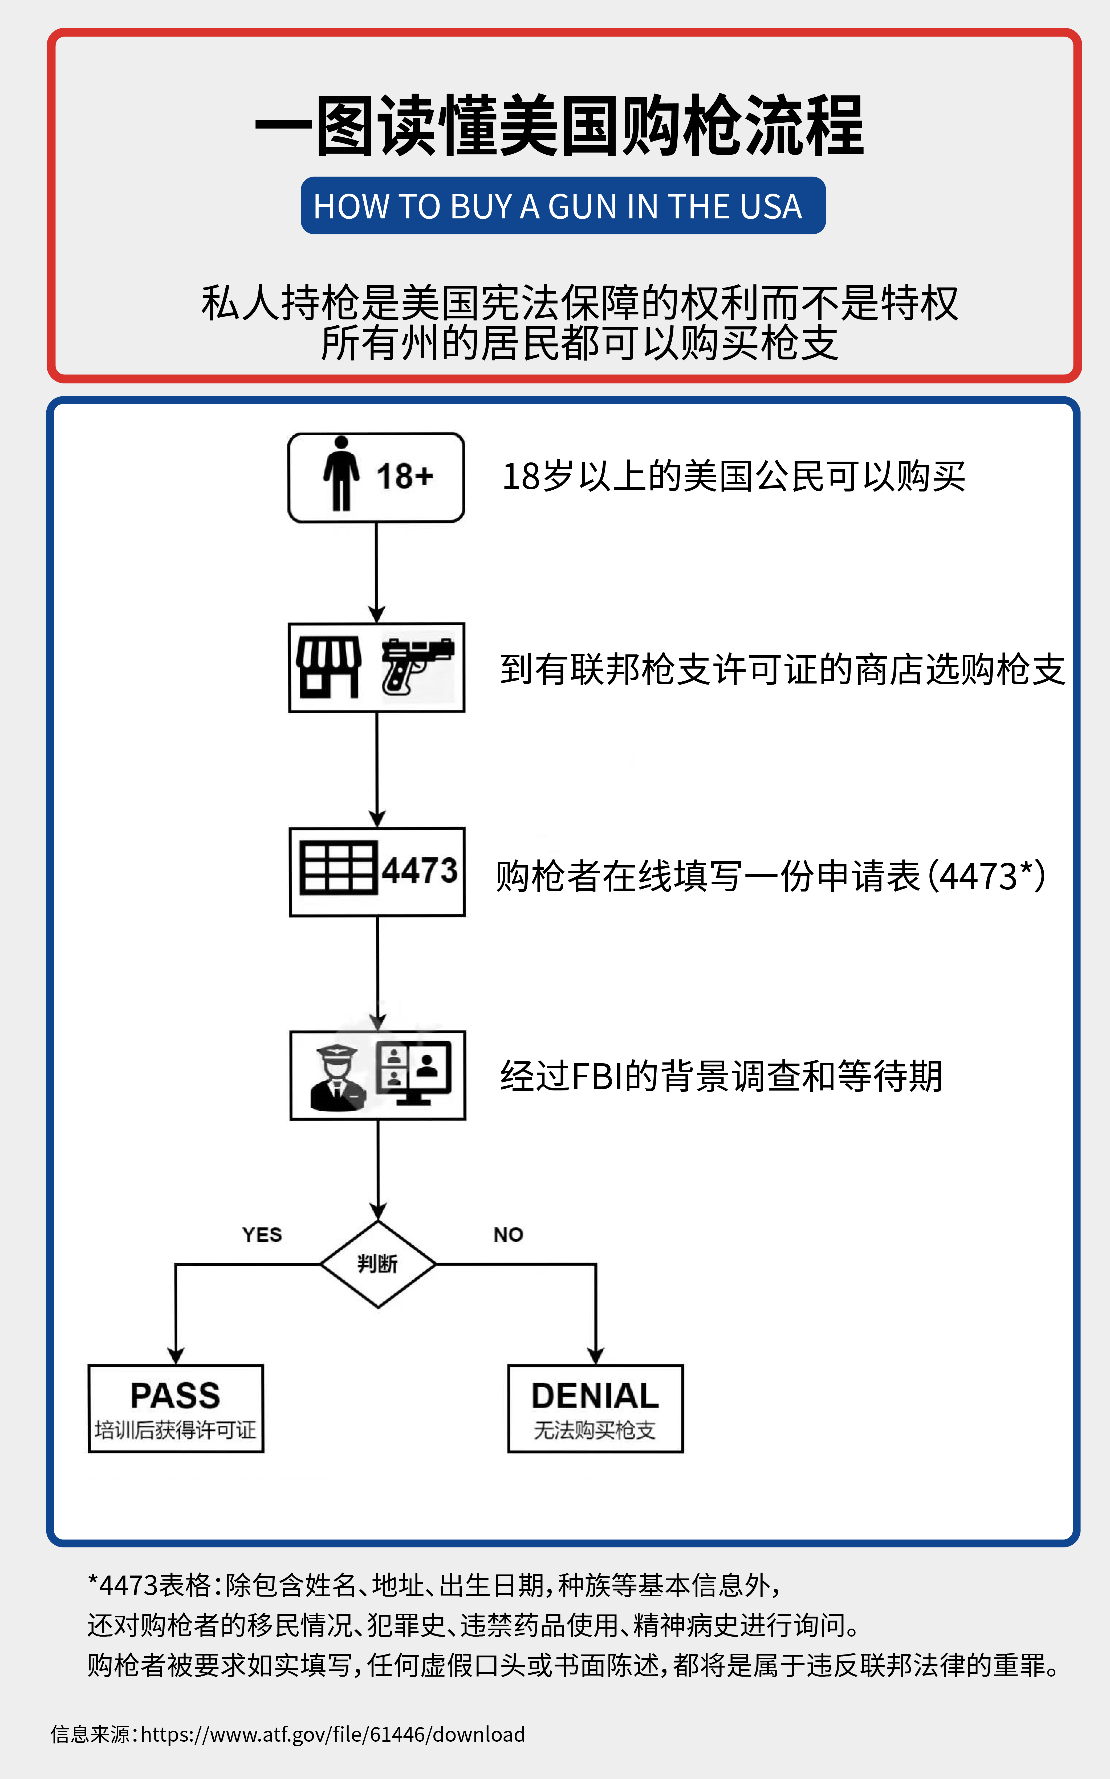 一图读懂美国购枪流程
HOW TO BUY A GUN IN THE USA
私人持枪是美国宪法保障的权利而不是特权
所有州的居民都可以购买枪支
18+
18岁以上的美国公民可以购买
到有联邦枪支许可证的商店选购枪支
4473
购枪者在线填写一份申请表(4473*)
经过FBI的背景调查和等待期
YES
NO
判断
PASS
培训后获得许可证
DENIAL
无法购买枪支
*4473表格:除包含姓名、地址、出生日期,种族等基本信息外,
还对购枪者的移民情况、犯罪史、违禁药品使用、精神病史进行询问。
购枪者被要求如实填写,任何虚假口头或书面陈述,都将是属于违反联邦法律的重罪。
信息来源:https://www.atf.gov/file/61446/download